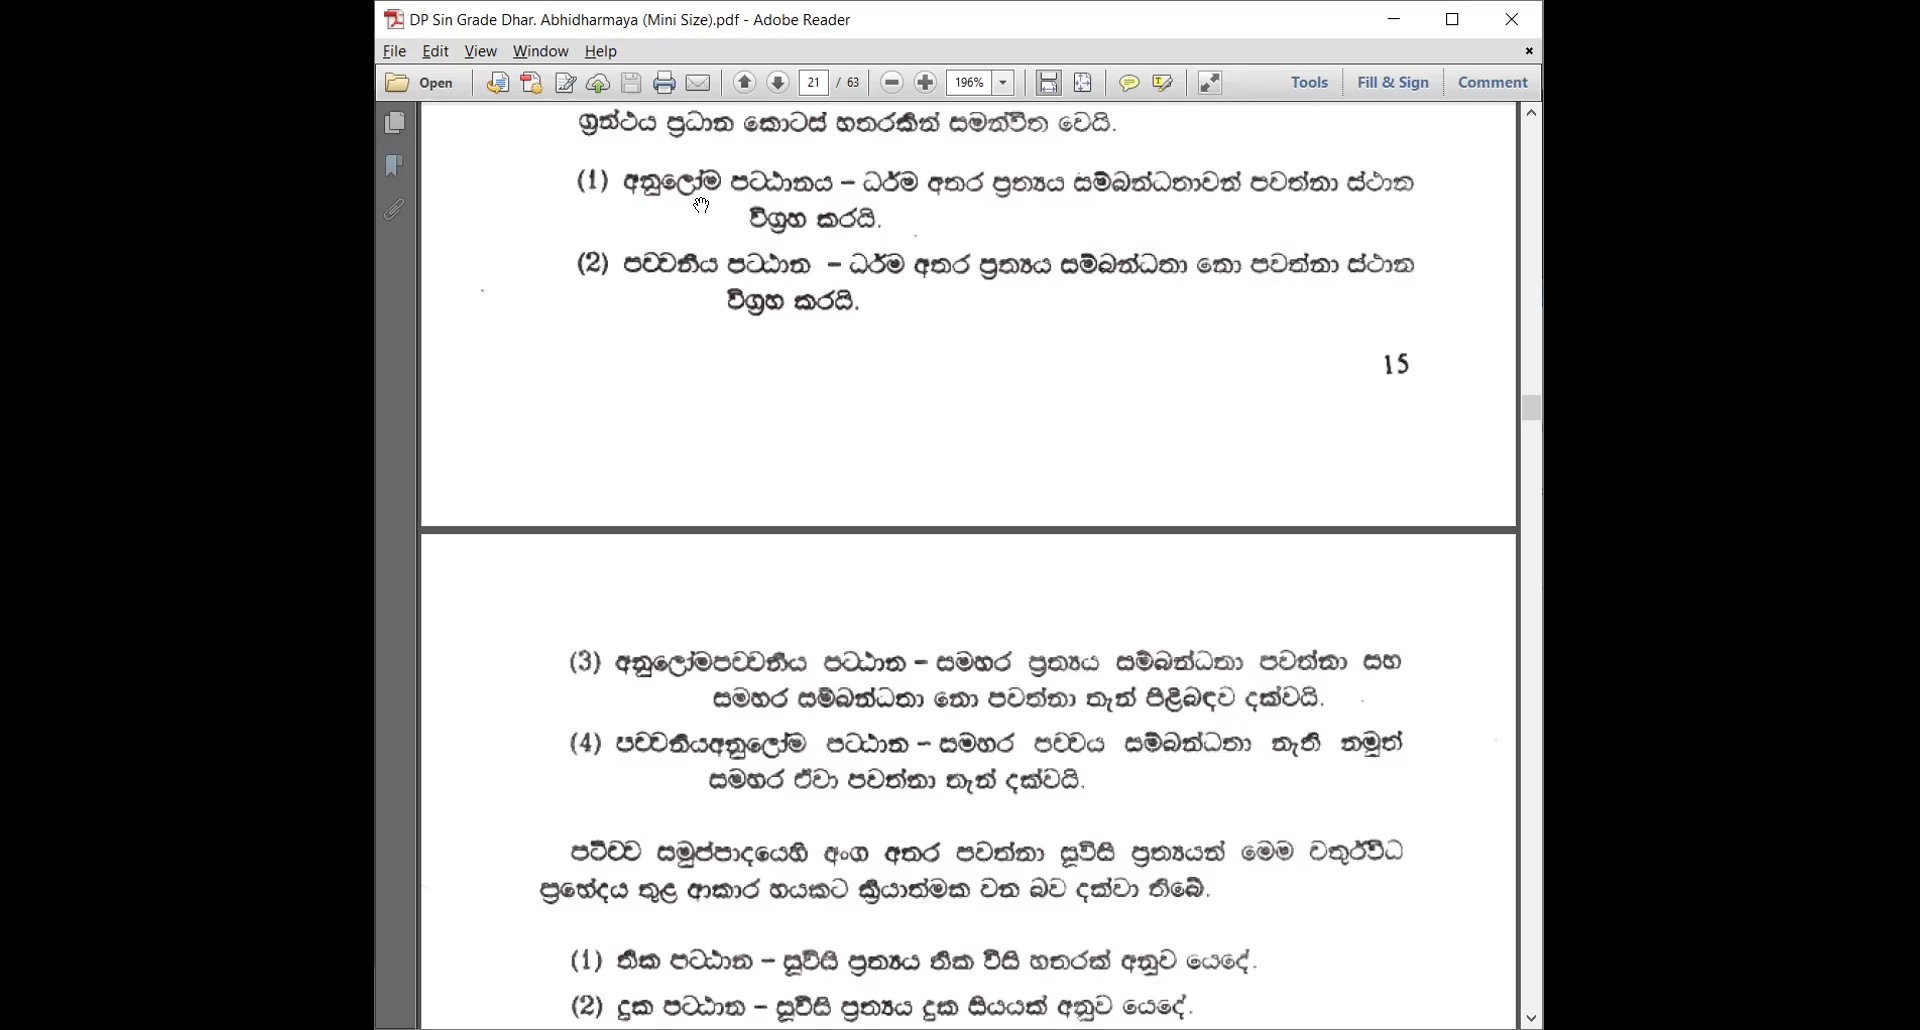 DP Sin Grade Dhar. Abhidharmaya (Mini Size).pdf - Adobe Reader
File Edit View Window Help
Open 21 / 63 196% Tools Fill & Sign Comment
ග්‍රන්ථය ප්‍රධාන කොටස් හතරකින් සමන්විත වෙයි.
(1) අනුලෝම පට්ඨානය – ධර්ම අතර ප්‍රත්‍යය සම්බන්ධතාවන් පවත්නා ස්ථාන
විග්‍රහ කරයි.
(2) පච්චනීය පට්ඨාන – ධර්ම අතර ප්‍රත්‍යය සම්බන්ධතා නො පවත්නා ස්ථාන
විග්‍රහ කරයි.
15
(3) අනුලෝමපච්චනීය පට්ඨාන – සමහර ප්‍රත්‍යය සම්බන්ධතා පවත්නා සහ
සමහර සම්බන්ධතා නො පවත්නා තැන් පිළිබඳව දක්වයි.
(4) පච්චනීයඅනුලෝම පට්ඨාන – සමහර පච්චය සම්බන්ධතා නැති නමුත්
සමහර ඒවා පවත්නා තැන් දක්වයි.
පටිච්ච සමුප්පාදයෙහි අංග අතර පවත්නා සූවිසි ප්‍රත්‍යයන් මෙම චතුර්විධ
ප්‍රභේදය තුළ ආකාර හයකට ක්‍රියාත්මක වන බව දක්වා තිබේ.
(1) තික පට්ඨාන – සූවිසි ප්‍රත්‍යය තික විසි හතරක් අනුව යෙදේ.
(2) දුක පට්ඨාන – සූවිසි ප්‍රත්‍යය දුක සියයක් අනුව යෙදේ.